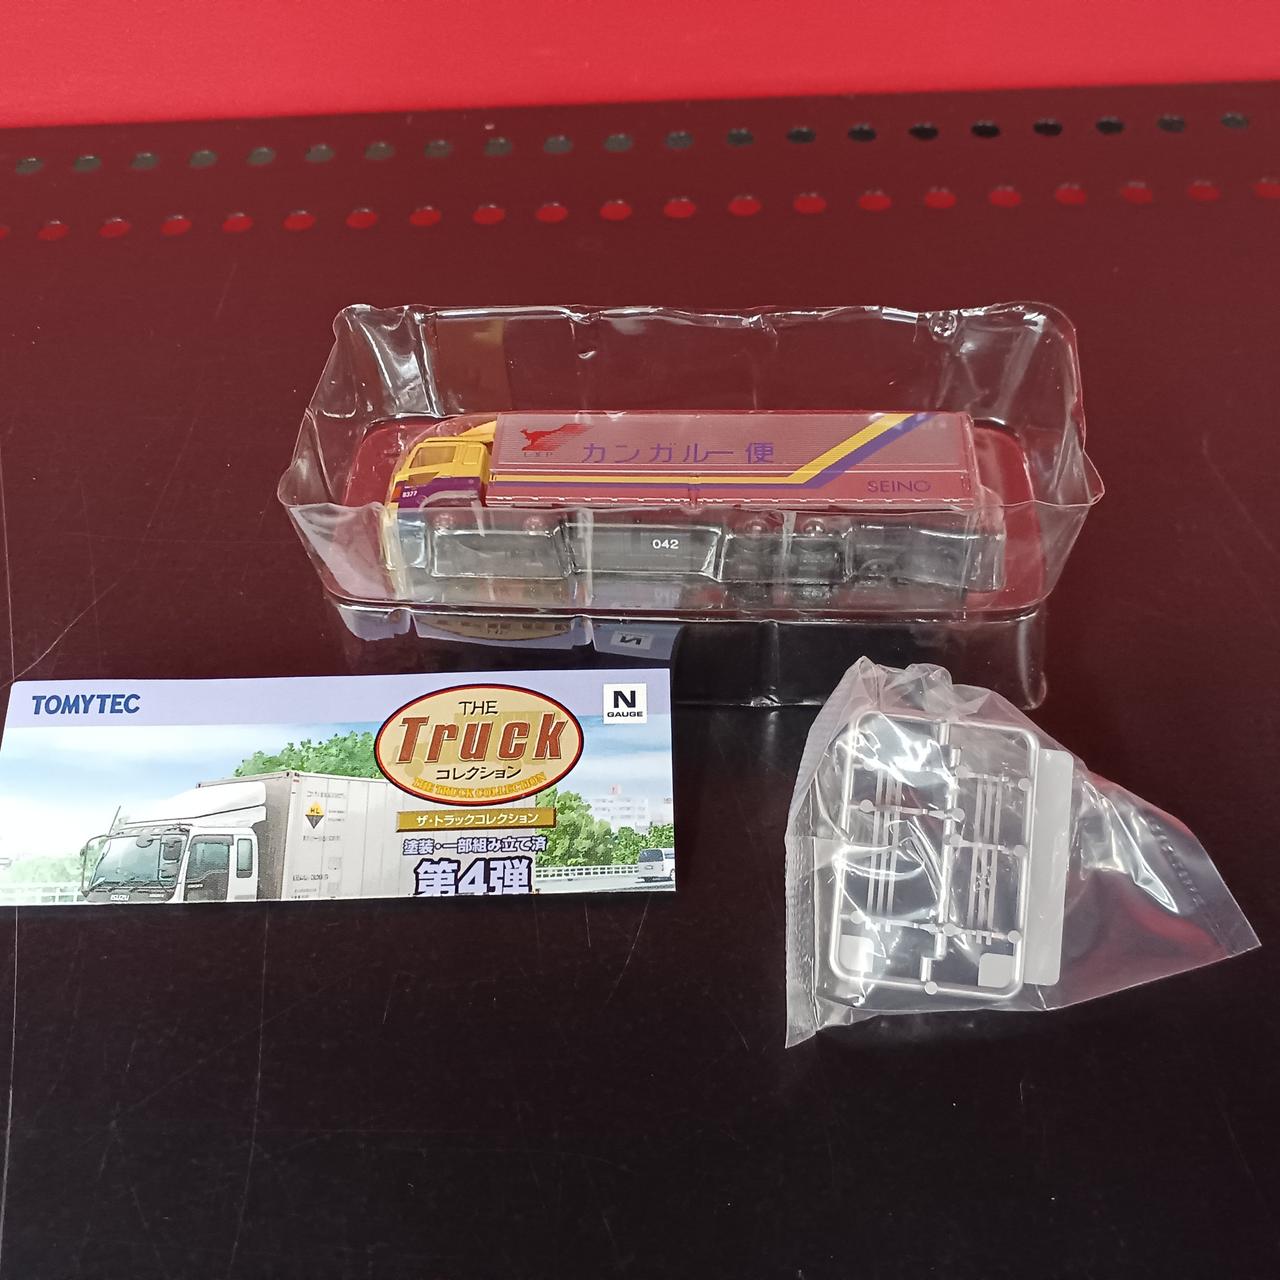 L.S.P
カンガルー便
SEINO
8377
042
TOMYTEC
THE
Truck
コレクション
THE TRUCK COLLECTION
ザ・トラックコレクション
塗装・一部組み立て済
第4弾
N
GAUGE
ISUZU